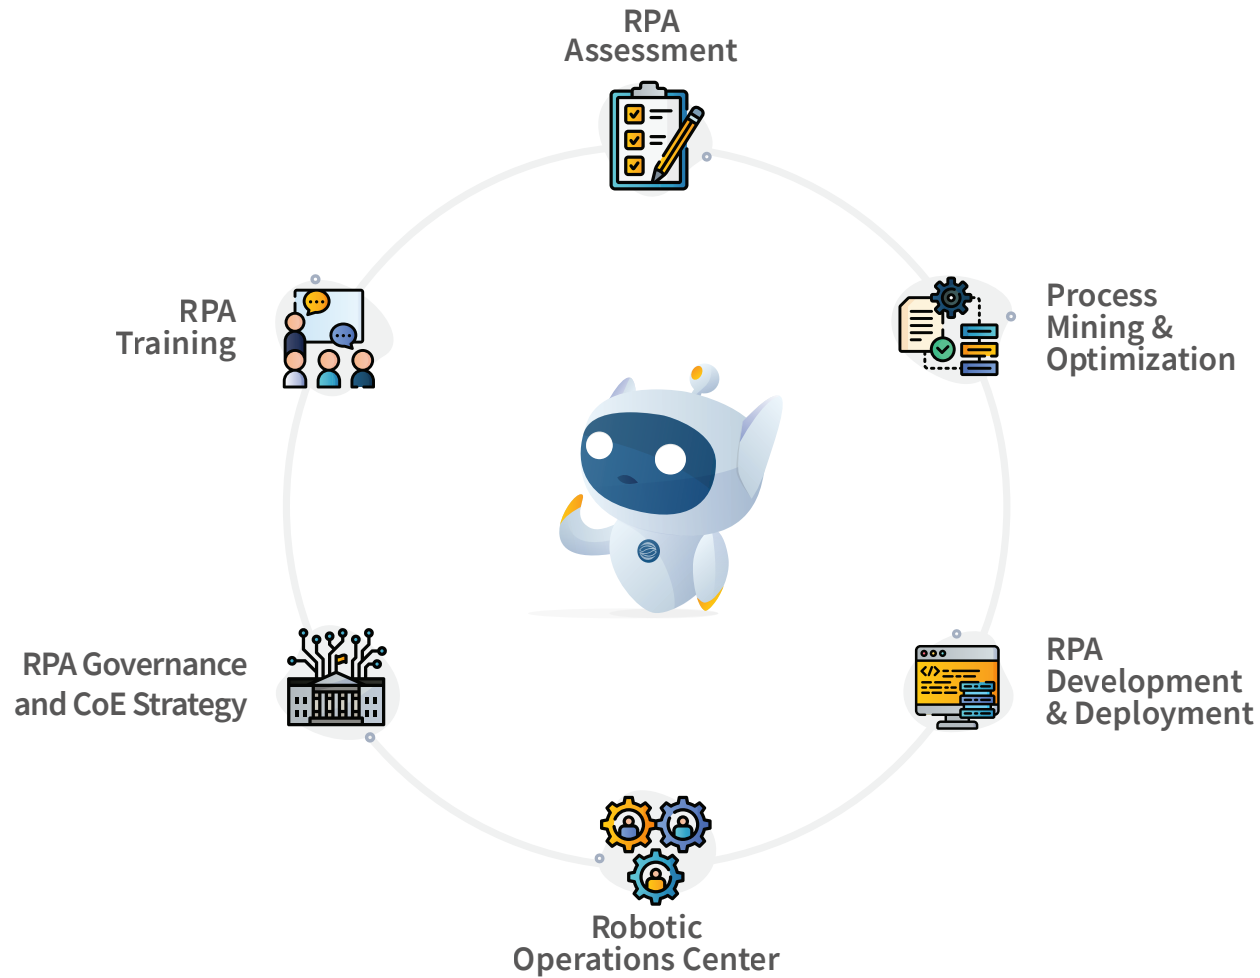 RPA
Assessment
Process
Mining &
Optimization
RPA
Development
& Deployment
Robotic
Operations Center
RPA Governance
and CoE Strategy
RPA
Training